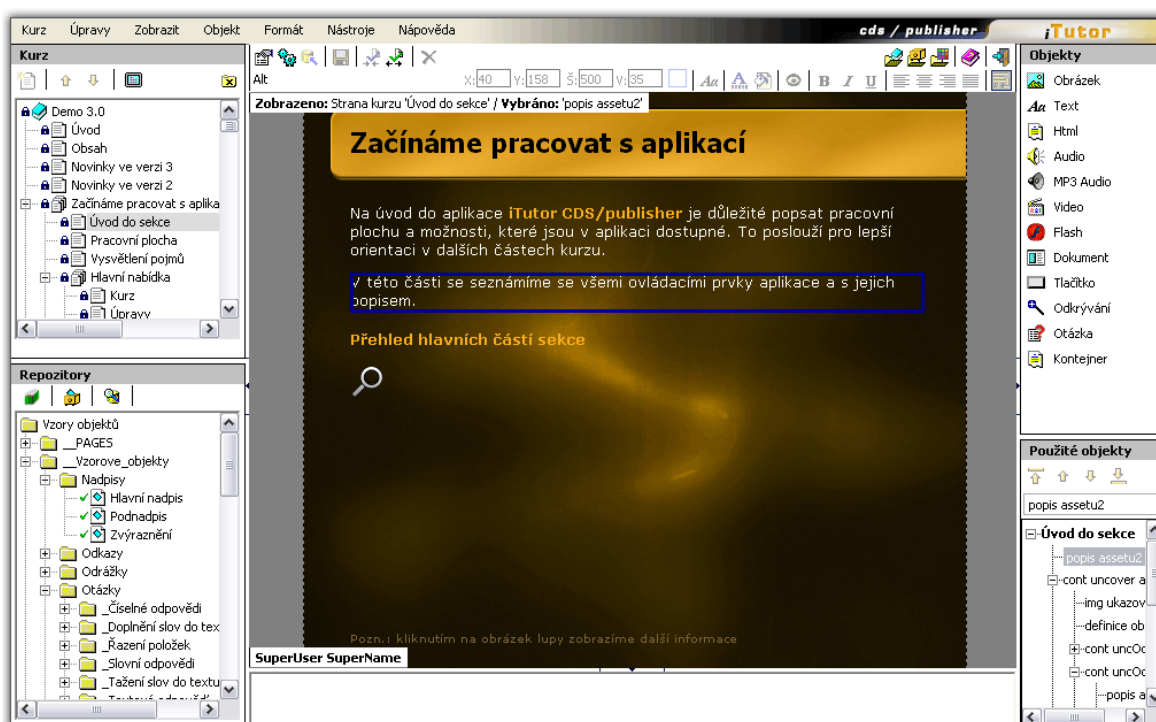 Kurz Úpravy Zobrazit Objekt Formát Nástroje Nápověda cds / publisher iTutor
Kurz
Demo 3.0
Úvod
Obsah
Novinky ve verzi 3
Novinky ve verzi 2
Začínáme pracovat s aplika
Úvod do sekce
Pracovní plocha
Vysvětlení pojmů
Hlavní nabídka
Kurz
Úpravy
Repozitory
Vzory objektů
__PAGES
__Vzorove_objekty
Nadpisy
Hlavní nadpis
Podnadpis
Zvýraznění
Odkazy
Odrážky
Otázky
_Číselné odpovědi
_Doplnění slov do tex
_Řazení položek
_Slovní odpovědi
_Tažení slov do textu
Alt X: 40 Y: 158 Š: 500 V: 35 Aa A B I U
Zobrazeno: Strana kurzu 'Úvod do sekce' / Vybráno: 'popis assetu2'
Začínáme pracovat s aplikací
Na úvod do aplikace iTutor CDS/publisher je důležité popsat pracovní
plochu a možnosti, které jsou v aplikaci dostupné. To poslouží pro lepší
orientaci v dalších částech kurzu.
V této části se seznámíme se všemi ovládacími prvky aplikace a s jejich
popisem.
Přehled hlavních částí sekce
Pozn.: kliknutím na obrázek lupy zobrazíme další informace
SuperUser SuperName
Objekty
Obrázek
Aa Text
Html
Audio
MP3 Audio
Video
Flash
Dokument
Tlačítko
Odkrývání
Otázka
Kontejner
Použité objekty
popis assetu2
Úvod do sekce
popis assetu2
cont uncover a
img ukazov
definice ob
cont uncOc
cont uncOc
popis a